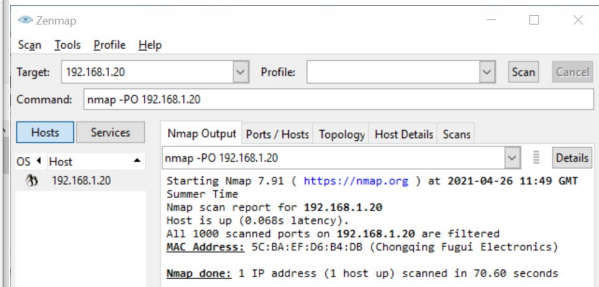 Zenmap
Scan Tools Profile Help
Target: 192.168.1.20 Profile: Scan Cancel
Command: nmap -PO 192.168.1.20
Hosts Services Nmap Output Ports / Hosts Topology Host Details Scans
OS Host nmap -PO 192.168.1.20 Details
192.168.1.20
Starting Nmap 7.91 ( https://nmap.org ) at 2021-04-26 11:49 GMT
Summer Time
Nmap scan report for 192.168.1.20
Host is up (0.068s latency).
All 1000 scanned ports on 192.168.1.20 are filtered
MAC Address: 5C:BA:EF:D6:B4:DB (Chongqing Fugui Electronics)
Nmap done: 1 IP address (1 host up) scanned in 70.60 seconds